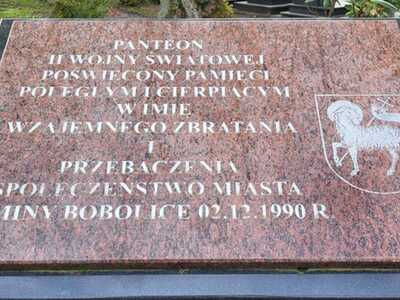 PANTEON
II WOJNY ŚWIATOWEJ
POŚWIĘCONY PAMIĘCI
POLEGŁYM I CIERPIĄCYM
W IMIĘ
WZAJEMNEGO ZBRATANIA
I
PRZEBACZENIA
SPOŁECZEŃSTWO MIASTA
MINY BOBOLICE 02.12.1990 R.